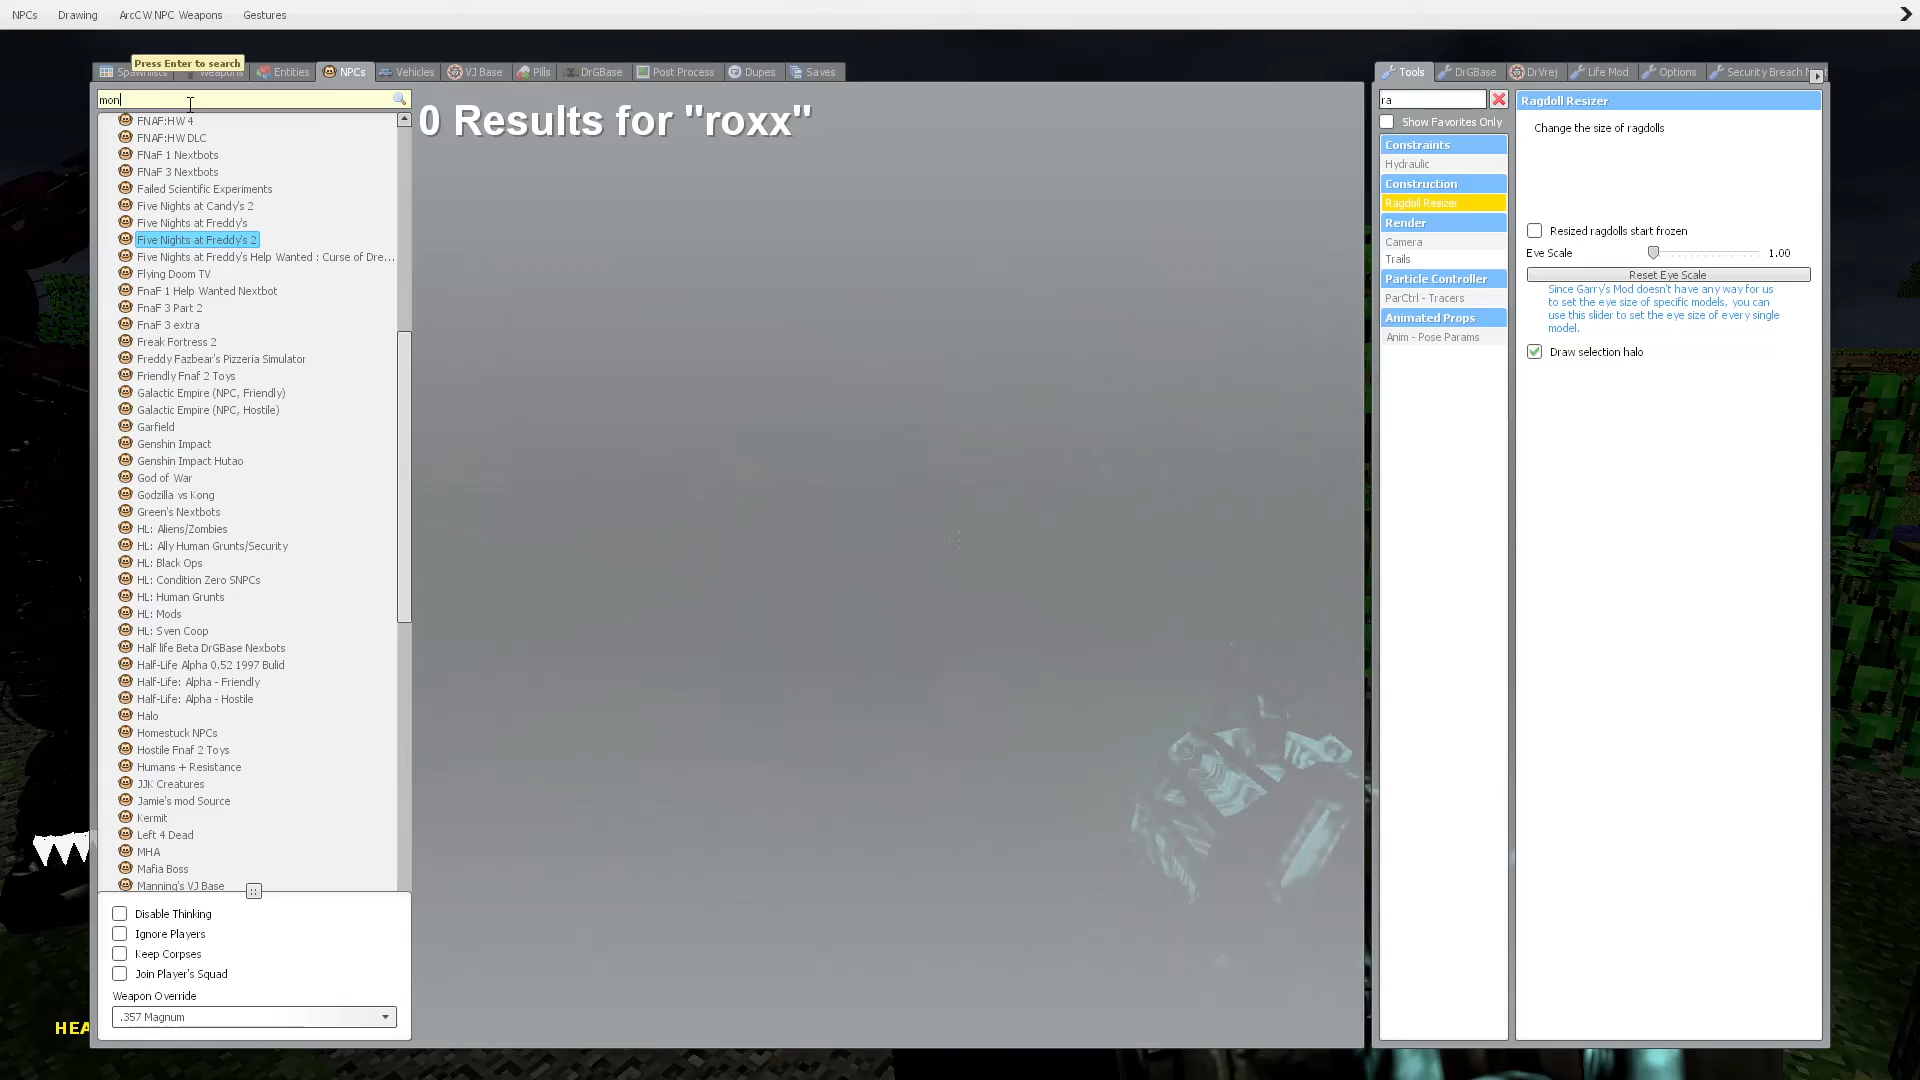 NPCs Drawing ArcCW NPC Weapons Gestures
Press Enter to search
Spawnlists Weapons Entities NPCs Vehicles VJ Base Pills DrGBase Post Process Dupes Saves
mon
0 Results for "roxx"
FNAF:HW 4
FNAF:HW DLC
FNaF 1 Nextbots
FNaF 3 Nextbots
Failed Scientific Experiments
Five Nights at Candy's 2
Five Nights at Freddy's
Five Nights at Freddy's 2
Five Nights at Freddy's Help Wanted : Curse of Dre...
Flying Doom TV
FnaF 1 Help Wanted Nextbot
FnaF 3 Part 2
FnaF 3 extra
Freak Fortress 2
Freddy Fazbear's Pizzeria Simulator
Friendly Fnaf 2 Toys
Galactic Empire (NPC, Friendly)
Galactic Empire (NPC, Hostile)
Garfield
Genshin Impact
Genshin Impact Hutao
God of War
Godzilla vs Kong
Green's Nextbots
HL: Aliens/Zombies
HL: Ally Human Grunts/Security
HL: Black Ops
HL: Condition Zero SNPCs
HL: Human Grunts
HL: Mods
HL: Sven Coop
Half life Beta DrGBase Nexbots
Half-Life Alpha 0.52 1997 Bulid
Half-Life: Alpha - Friendly
Half-Life: Alpha - Hostile
Halo
Homestuck NPCs
Hostile Fnaf 2 Toys
Humans + Resistance
JJK Creatures
Jamie's mod Source
Kermit
Left 4 Dead
MHA
Mafia Boss
Manning's VJ Base
Disable Thinking
Ignore Players
Keep Corpses
Join Player's Squad
Weapon Override
.357 Magnum
HEA
Tools DrGBase DrVrej Life Mod Options Security Breach
ra
Show Favorites Only
Constraints
Hydraulic
Construction
Ragdoll Resizer
Render
Camera
Trails
Particle Controller
ParCtrl - Tracers
Animated Props
Anim - Pose Params
Ragdoll Resizer
Change the size of ragdolls
Resized ragdolls start frozen
Eye Scale 1.00
Reset Eye Scale
Since Garry's Mod doesn't have any way for us
to set the eye size of specific models, you can
use this slider to set the eye size of every single
model.
Draw selection halo